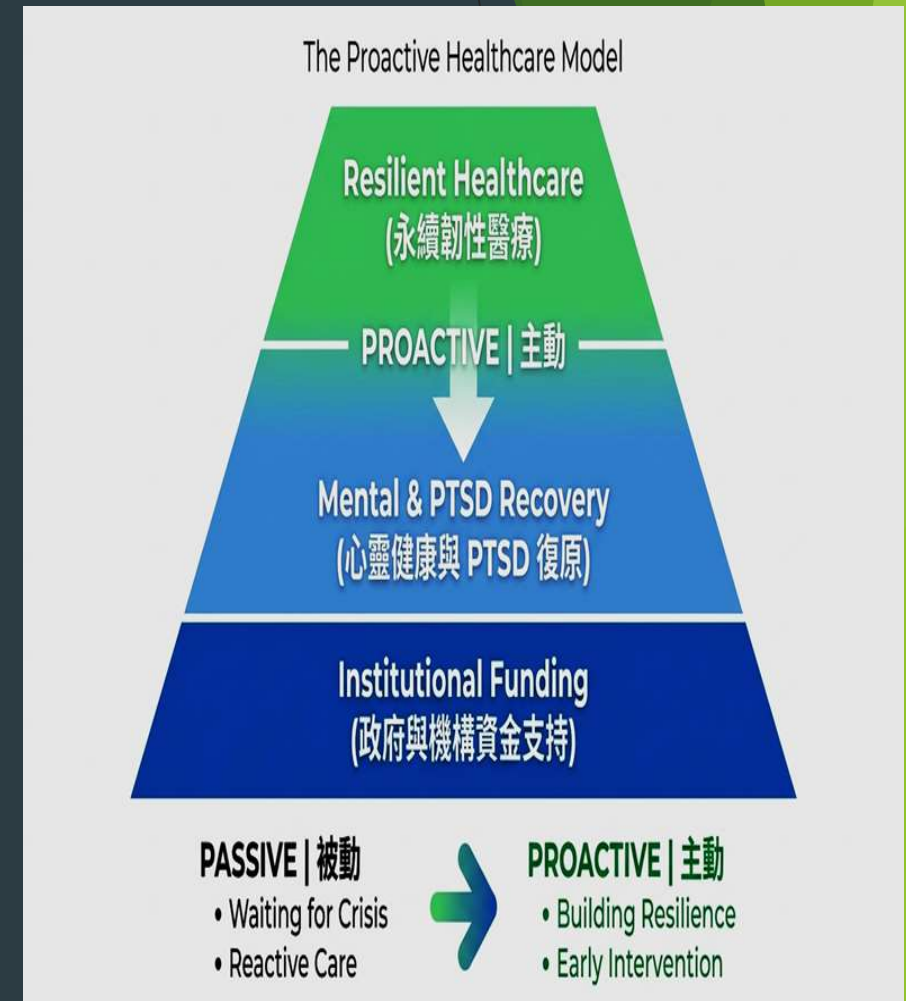 The Proactive Healthcare Model
Resilient Healthcare
(永續韌性醫療)
PROACTIVE | 主動
Mental & PTSD Recovery
(心靈健康與 PTSD 復原)
Institutional Funding
(政府與機構資金支持)
PASSIVE | 被動
• Waiting for Crisis
• Reactive Care
PROACTIVE | 主動
• Building Resilience
• Early Intervention